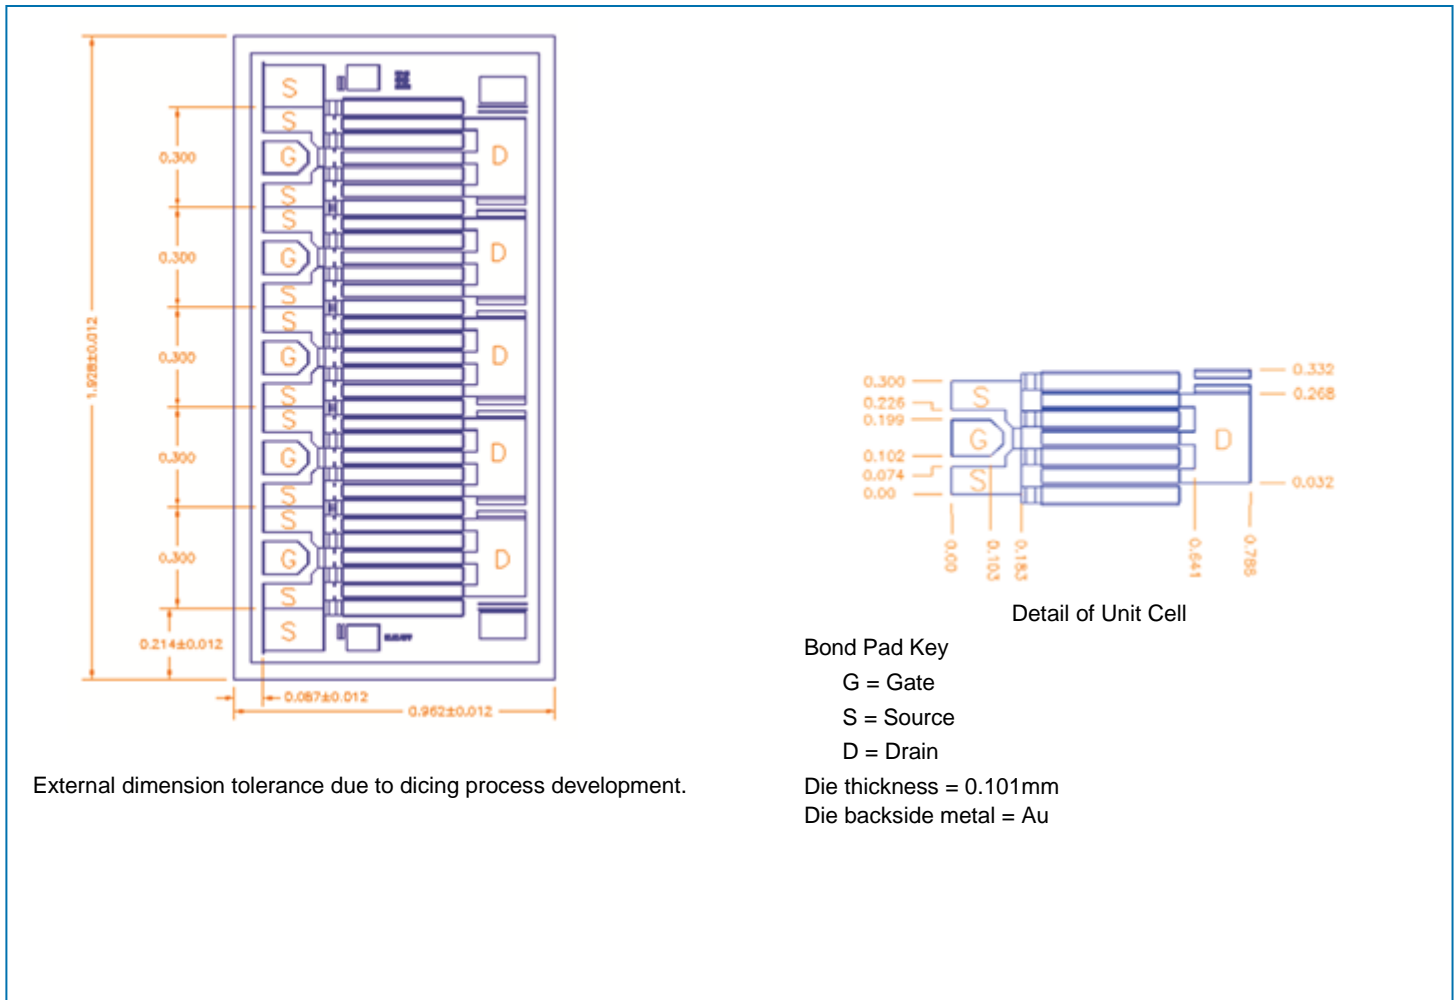 S
S
0.300
G
D
S
S
0.300
G
D
S
S
0.300
G
D
S
1.928±0.012
S
0.300
G
D
S
S
0.300
G
D
S
S
0.214±0.012
0.087±0.012
0.962±0.012
External dimension tolerance due to dicing process development.
0.300
0.226
0.199
0.102
0.074
0.00
S
G
S
D
0.332
0.268
0.032
0.00
0.103
0.183
0.641
Detail of Unit Cell
Bond Pad Key
G = Gate
S = Source
D = Drain
Die thickness = 0.101mm
Die backside metal = Au